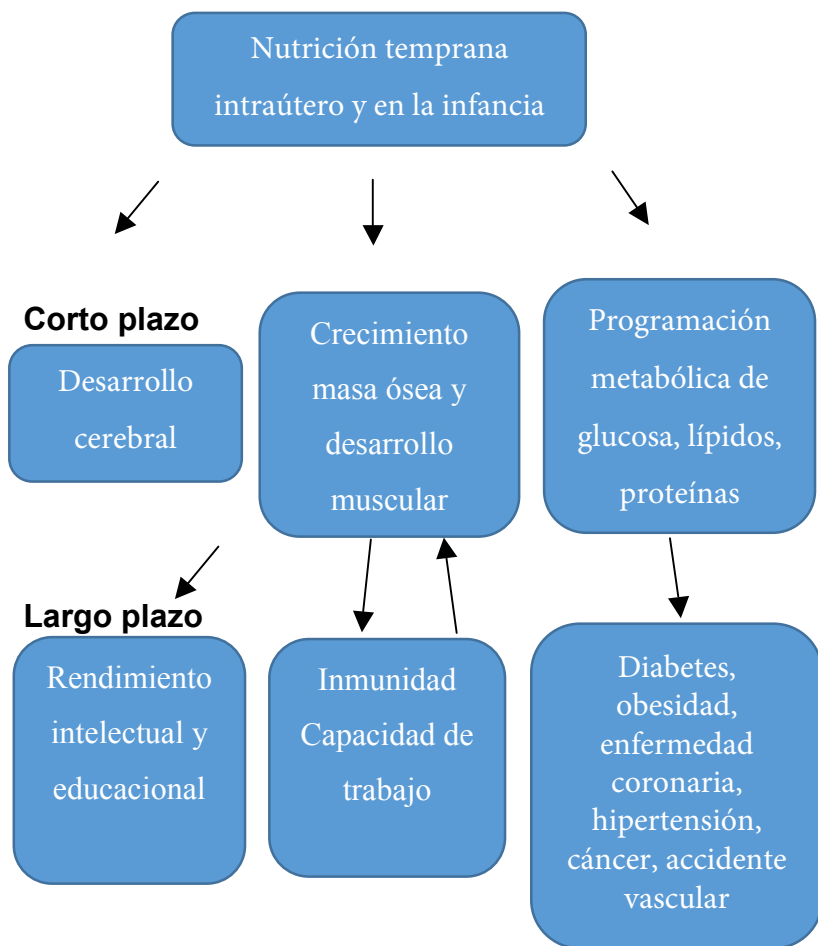 Nutrición temprana
intraútero y en la infancia
Corto plazo
Desarrollo
cerebral
Crecimiento
masa ósea y
desarrollo
muscular
Programación
metabólica de
glucosa, lípidos,
proteínas
Largo plazo
Rendimiento
intelectual y
educacional
Inmunidad
Capacidad de
trabajo
Diabetes,
obesidad,
enfermedad
coronaria,
hipertensión,
cáncer, accidente
vascular